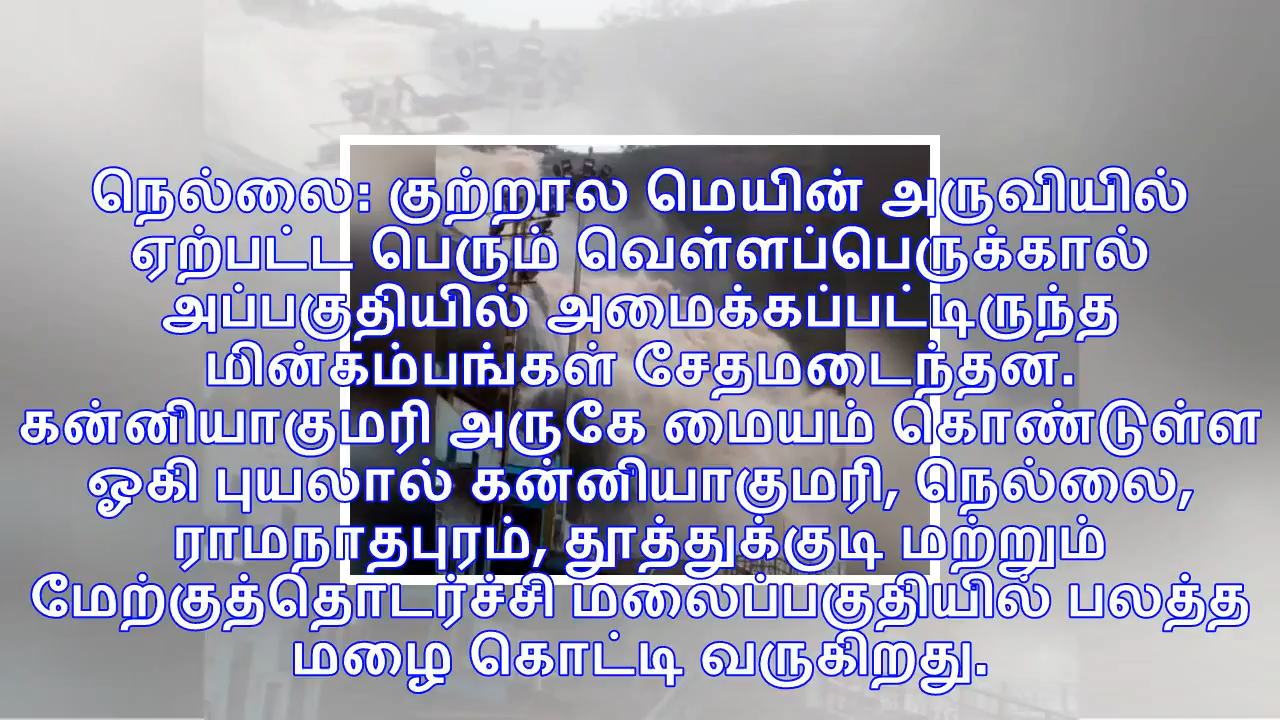 நெல்லை: குற்றால மெயின் அருவியில்
ஏற்பட்ட பெரும் வெள்ளப்பெருக்கால்
அப்பகுதியில் அமைக்கப்பட்டிருந்த
மின்கம்பங்கள் சேதமடைந்தன.
கன்னியாகுமரி அருகே மையம் கொண்டுள்ள
ஓகி புயலால் கன்னியாகுமரி, நெல்லை,
ராமநாதபுரம், தூத்துக்குடி மற்றும்
மேற்குத்தொடர்ச்சி மலைப்பகுதியில் பலத்த
மழை கொட்டி வருகிறது.